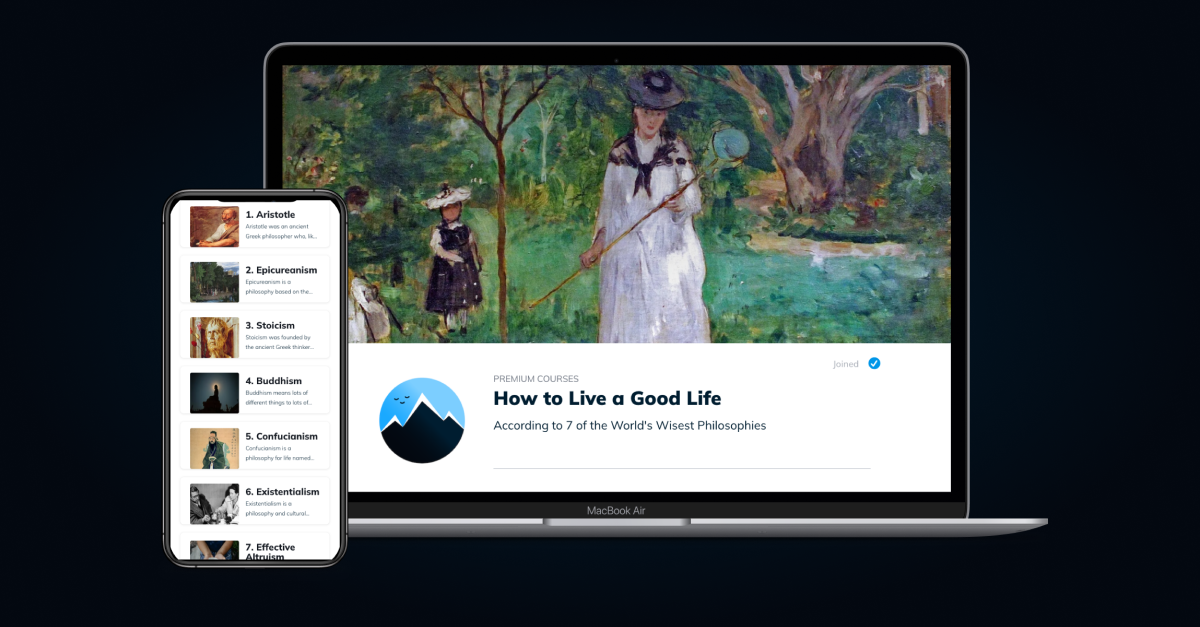 1. Aristotle
Aristotle was an ancient
Greek philosopher who, lik...
2. Epicureanism
Epicureanism is a
philosophy based on the...
3. Stoicism
Stoicism was founded by
the ancient Greek thinker...
4. Buddhism
Buddhism means lots of
different things to lots of...
5. Confucianism
Confucianism is a
philosophy for life named...
6. Existentialism
Existentialism is a
philosophy and cultural...
7. Effective
Altruism
Joined
PREMIUM COURSES
How to Live a Good Life
According to 7 of the World's Wisest Philosophies
MacBook Air